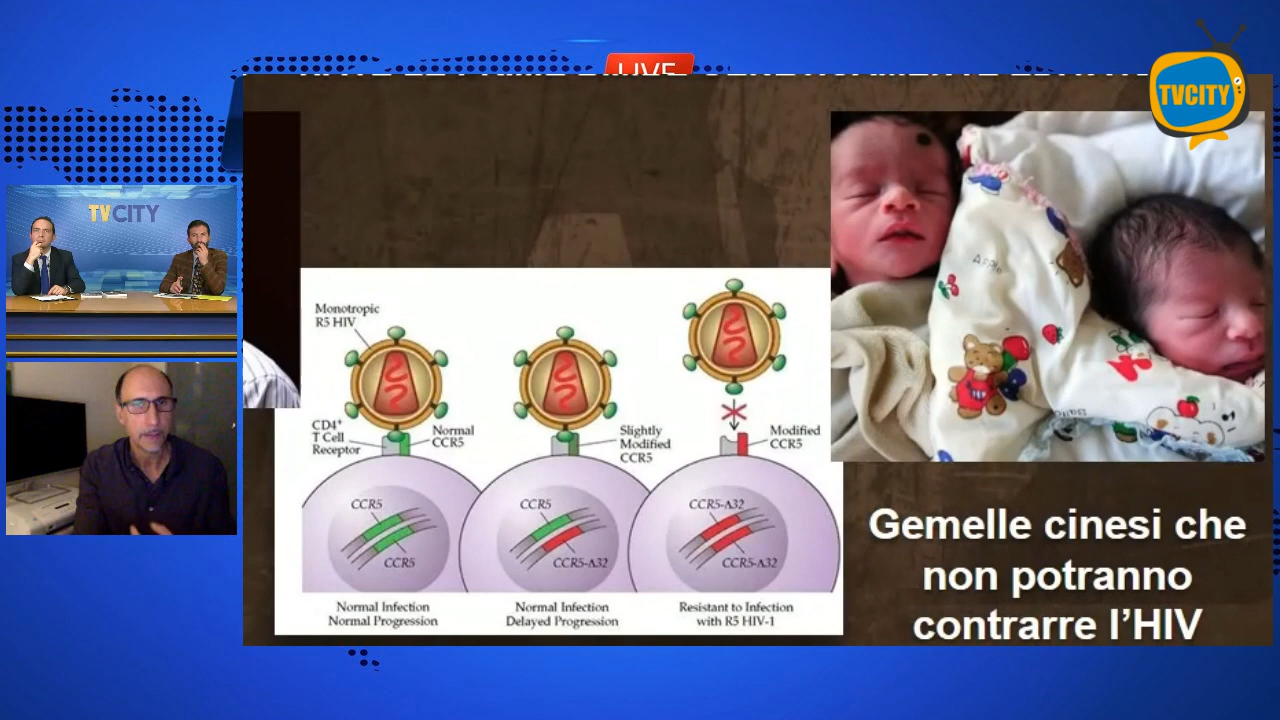 LIVE
TVCITY
TVCITY
Monotropic
R5 HIV
CD4+
T Cell
Receptor
Normal
CCR5
Slightly
Modified
CCR5
Modified
CCR5
CCR5
CCR5
CCR5
CCR5-Δ32
CCR5-Δ32
CCR5-Δ32
Normal Infection
Normal Progression
Normal Infection
Delayed Progression
Resistant to Infection
with R5 HIV-1
Apple
Gemelle cinesi che
non potranno
contrarre l’HIV